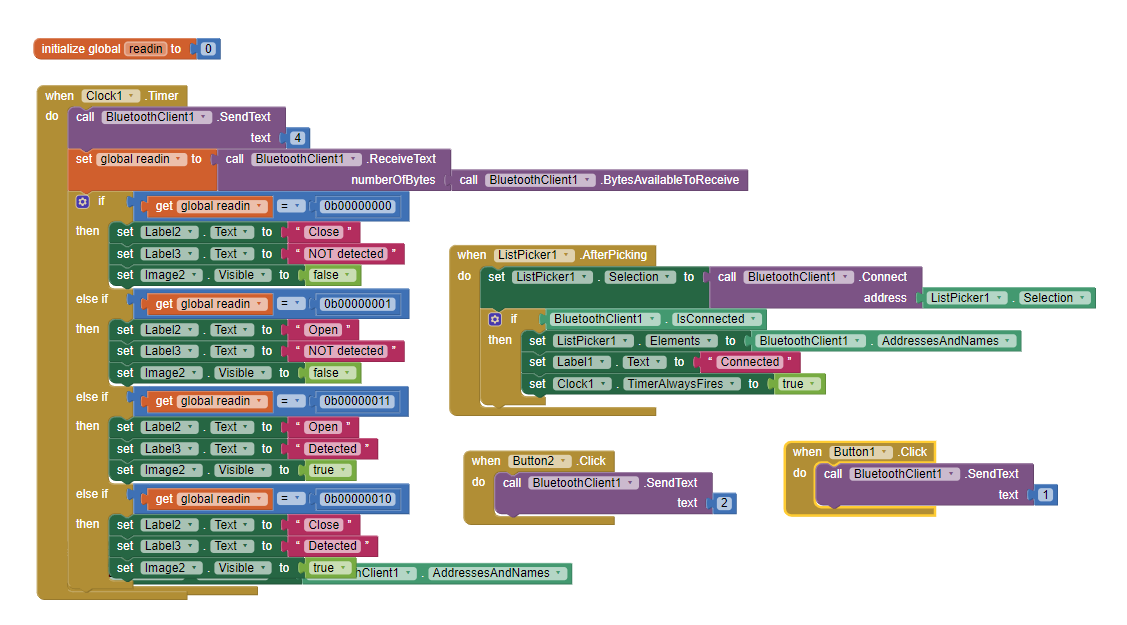 initialize global readin to 0
when Clock1 .Timer
do call BluetoothClient1 .SendText
text 4
set global readin to call BluetoothClient1 .ReceiveText
numberOfBytes call BluetoothClient1 .BytesAvailableToReceive
if get global readin = 0b00000000
then set Label2 . Text to " Close "
set Label3 . Text to " NOT detected "
set Image2 . Visible to false
else if get global readin = 0b00000001
then set Label2 . Text to " Open "
set Label3 . Text to " NOT detected "
set Image2 . Visible to false
else if get global readin = 0b00000011
then set Label2 . Text to " Open "
set Label3 . Text to " Detected "
set Image2 . Visible to true
else if get global readin = 0b00000010
then set Label2 . Text to " Close "
set Label3 . Text to " Detected "
set Image2 . Visible to true
. AddressesAndNames
when ListPicker1 .AfterPicking
do set ListPicker1 . Selection to call BluetoothClient1 .Connect
address ListPicker1 . Selection
if BluetoothClient1 . IsConnected
then set ListPicker1 . Elements to BluetoothClient1 . AddressesAndNames
set Label1 . Text to " Connected "
set Clock1 . TimerAlwaysFires to true
when Button2 .Click
do call BluetoothClient1 .SendText
text 2
when Button1 .Click
do call BluetoothClient1 .SendText
text 1